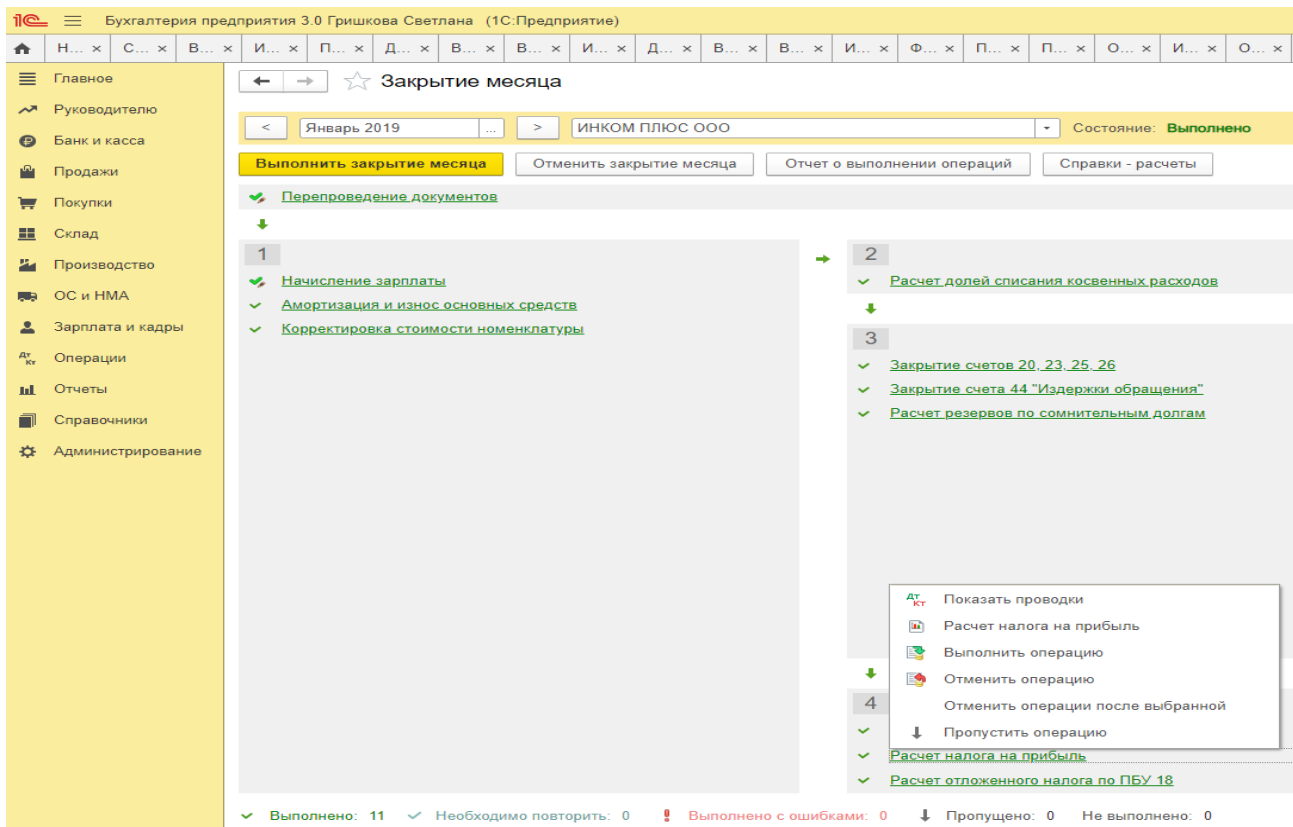 1С Бухгалтерия предприятия 3.0 Гришкова Светлана (1С:Предприятие)
Н... × С... × В... × И... × П... × Д... × В... × В... × И... × Д... × В... × В... × И... × Ф... × П... × П... × О... × И... × О... ×
Главное
Руководителю
Банк и касса
Продажи
Покупки
Склад
Производство
ОС и НМА
Зарплата и кадры
Дт Кт Операции
Отчеты
Справочники
Администрирование
Закрытие месяца
< Январь 2019 ... > ИНКОМ ПЛЮС ООО Состояние: Выполнено
Выполнить закрытие месяца Отменить закрытие месяца Отчет о выполнении операций Справки - расчеты
Перепроведение документов
1
Начисление зарплаты
Амортизация и износ основных средств
Корректировка стоимости номенклатуры
2
Расчет долей списания косвенных расходов
3
Закрытие счетов 20, 23, 25, 26
Закрытие счета 44 "Издержки обращения"
Расчет резервов по сомнительным долгам
Дт Кт Показать проводки
Расчет налога на прибыль
Выполнить операцию
Отменить операцию
Отменить операции после выбранной
Пропустить операцию
4
Расчет налога на прибыль
Расчет отложенного налога по ПБУ 18
Выполнено: 11 Необходимо повторить: 0 Выполнено с ошибками: 0 Пропущено: 0 Не выполнено: 0